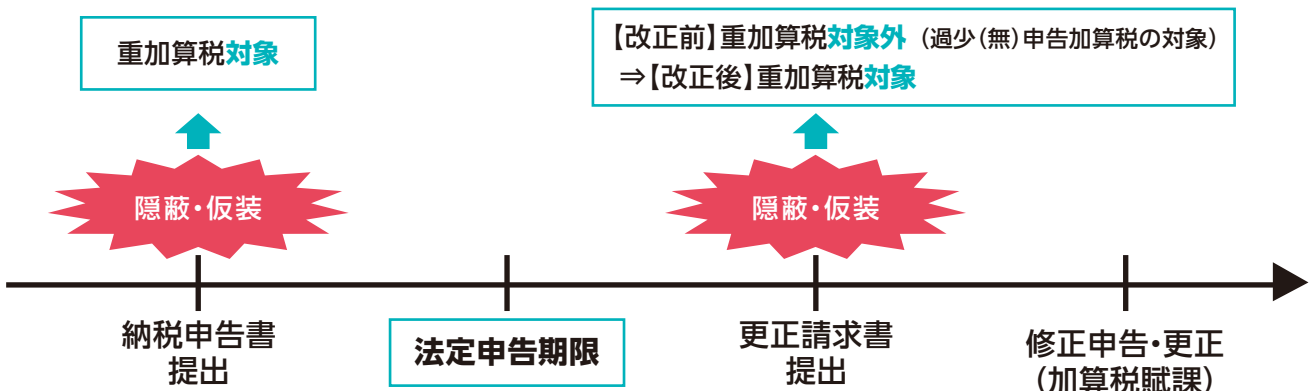 重加算税対象
【改正前】重加算税対象外（過少（無）申告加算税の対象）
⇒【改正後】重加算税対象
隠蔽・仮装
隠蔽・仮装
納税申告書
提出
法定申告期限
更正請求書
提出
修正申告・更正
（加算税賦課）